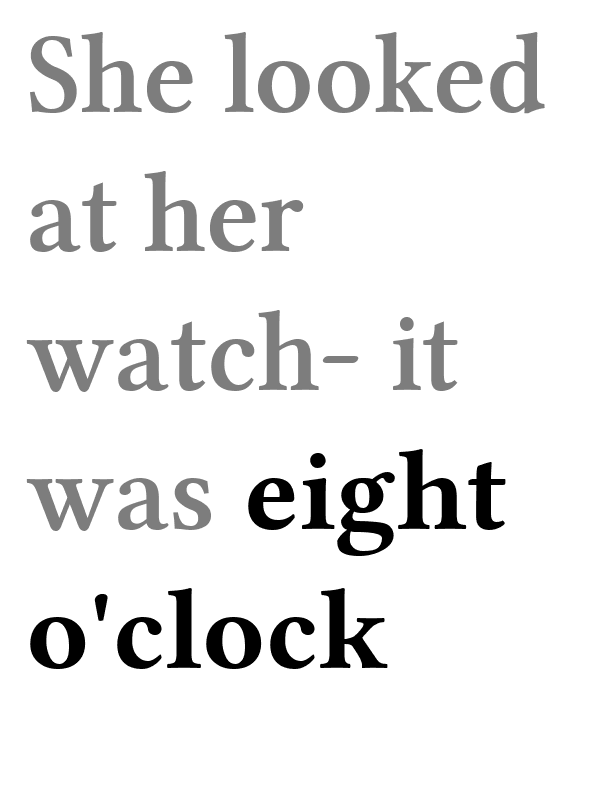 She looked
at her
watch- it
was eight
o'clock